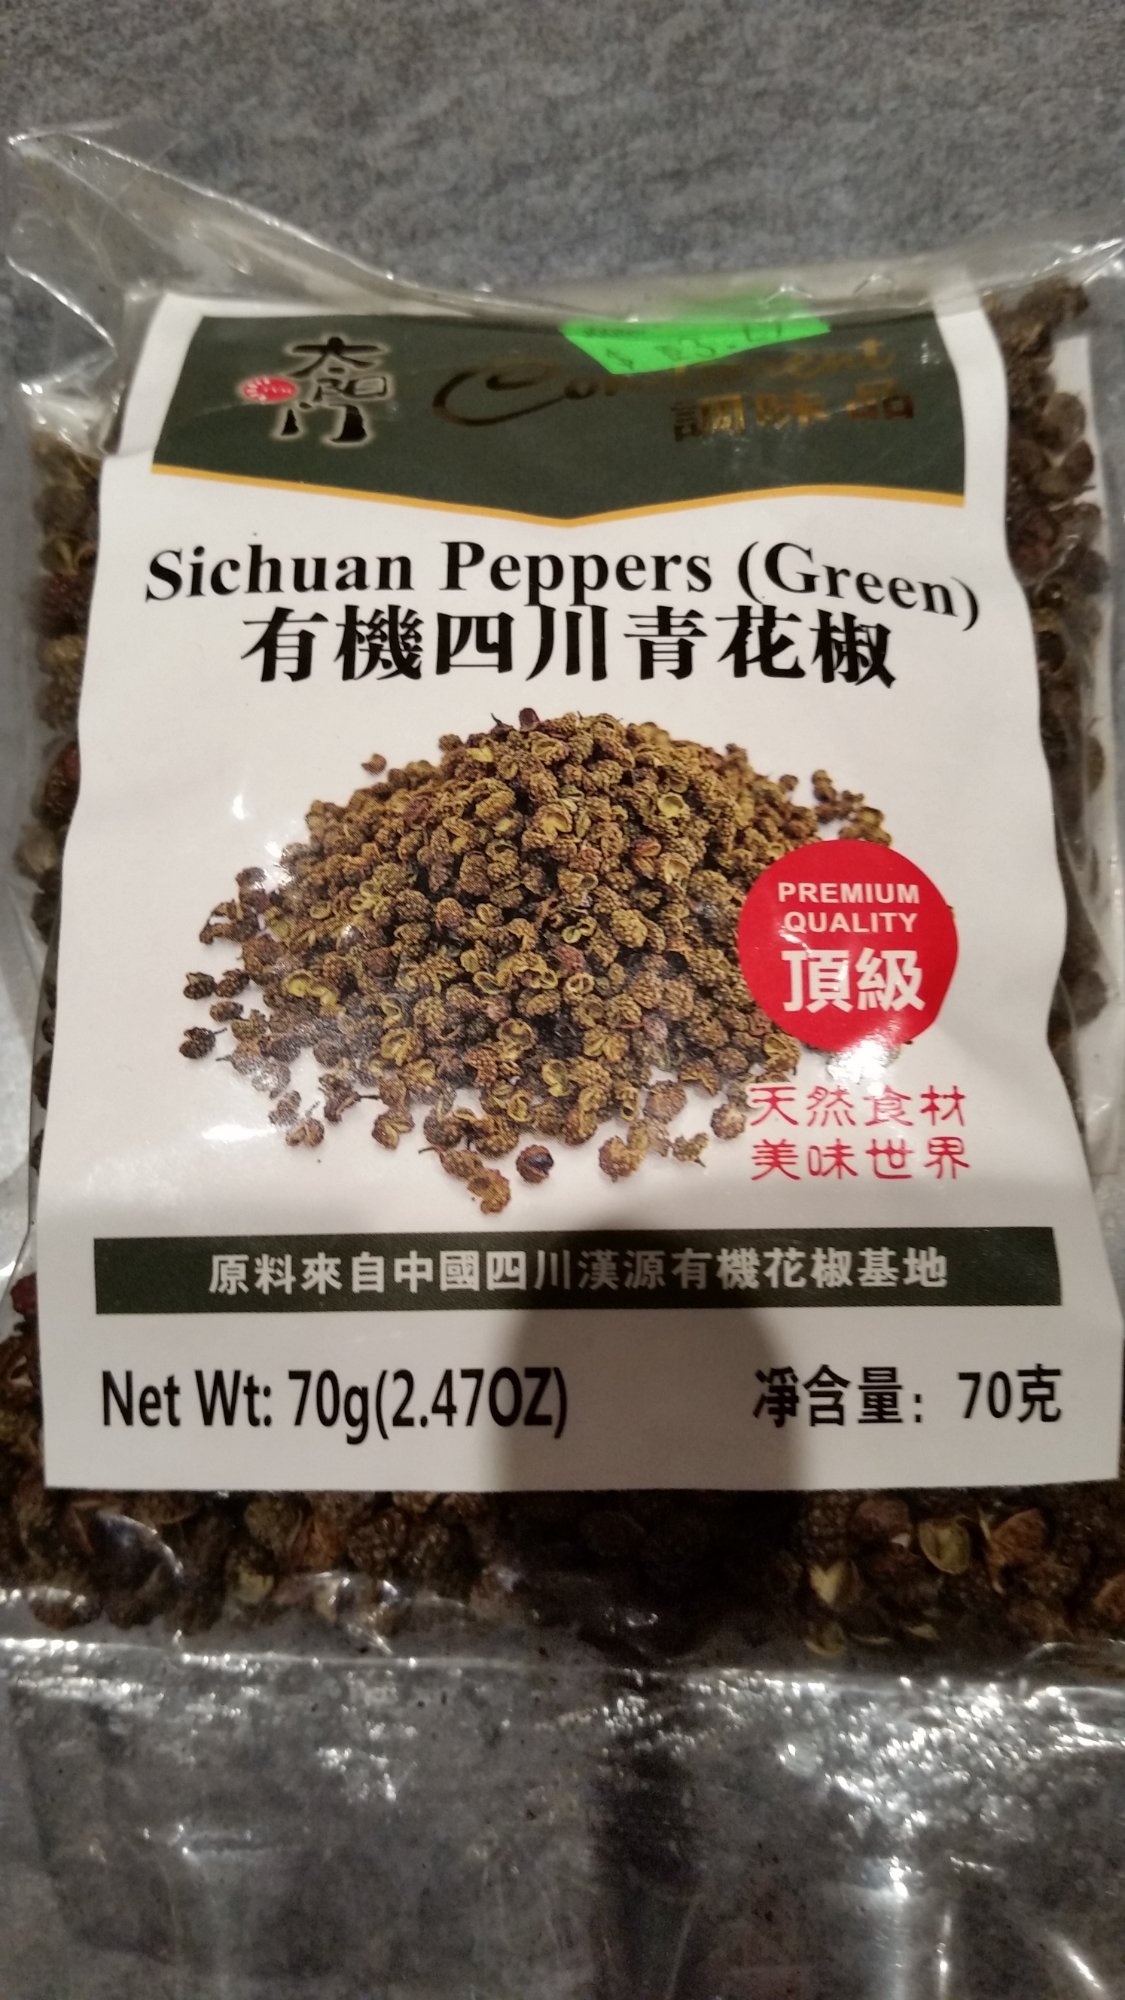 太阳门
Condiment
調味品
Sichuan Peppers (Green)
有機四川青花椒
PREMIUM
QUALITY
頂級
天然食材
美味世界
原料來自中國四川漢源有機花椒基地
Net Wt: 70g(2.47OZ)
凈含量：70克